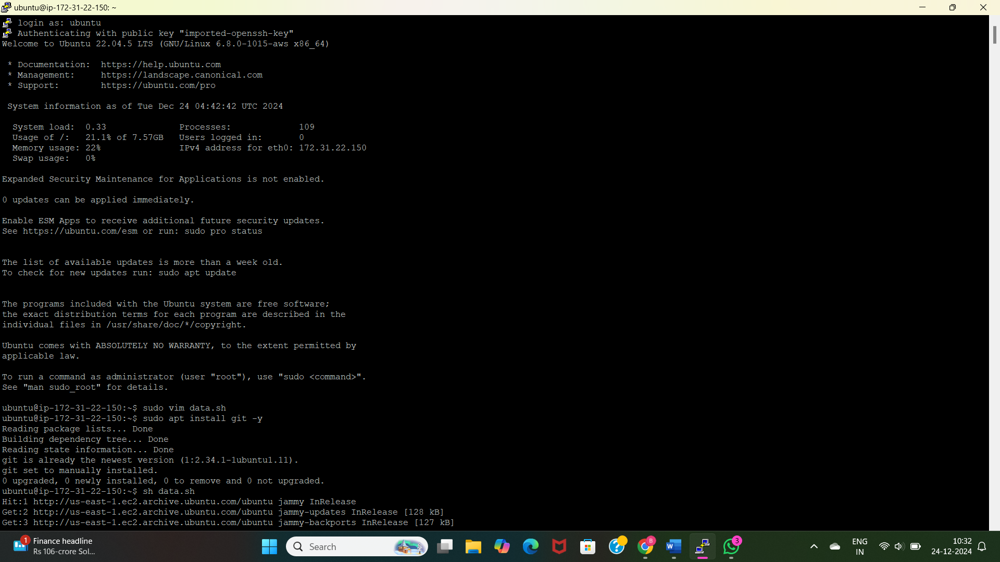 ubuntu@ip-172-31-22-150: ~
login as: ubuntu
Authenticating with public key "imported-openssh-key"
Welcome to Ubuntu 22.04.5 LTS (GNU/Linux 6.8.0-1015-aws x86_64)
* Documentation:  https://help.ubuntu.com
* Management:     https://landscape.canonical.com
* Support:        https://ubuntu.com/pro
System information as of Tue Dec 24 04:42:42 UTC 2024
System load:  0.33              Processes:             109
Usage of /:   21.1% of 7.57GB   Users logged in:       0
Memory usage: 22%               IPv4 address for eth0: 172.31.22.150
Swap usage:   0%
Expanded Security Maintenance for Applications is not enabled.
0 updates can be applied immediately.
Enable ESM Apps to receive additional future security updates.
See https://ubuntu.com/esm or run: sudo pro status
The list of available updates is more than a week old.
To check for new updates run: sudo apt update
The programs included with the Ubuntu system are free software;
the exact distribution terms for each program are described in the
individual files in /usr/share/doc/*/copyright.
Ubuntu comes with ABSOLUTELY NO WARRANTY, to the extent permitted by
applicable law.
To run a command as administrator (user "root"), use "sudo <command>".
See "man sudo_root" for details.
ubuntu@ip-172-31-22-150:~$ sudo vim data.sh
ubuntu@ip-172-31-22-150:~$ sudo apt install git -y
Reading package lists... Done
Building dependency tree... Done
Reading state information... Done
git is already the newest version (1:2.34.1-1ubuntu1.11).
git set to manually installed.
0 upgraded, 0 newly installed, 0 to remove and 0 not upgraded.
ubuntu@ip-172-31-22-150:~$ sh data.sh
Hit:1 http://us-east-1.ec2.archive.ubuntu.com/ubuntu jammy InRelease
Get:2 http://us-east-1.ec2.archive.ubuntu.com/ubuntu jammy-updates InRelease [128 kB]
Get:3 http://us-east-1.ec2.archive.ubuntu.com/ubuntu jammy-backports InRelease [127 kB]
1
Finance headline
Rs 106-crore Sol...
Search
B
W
3
ENG
IN
10:32
24-12-2024